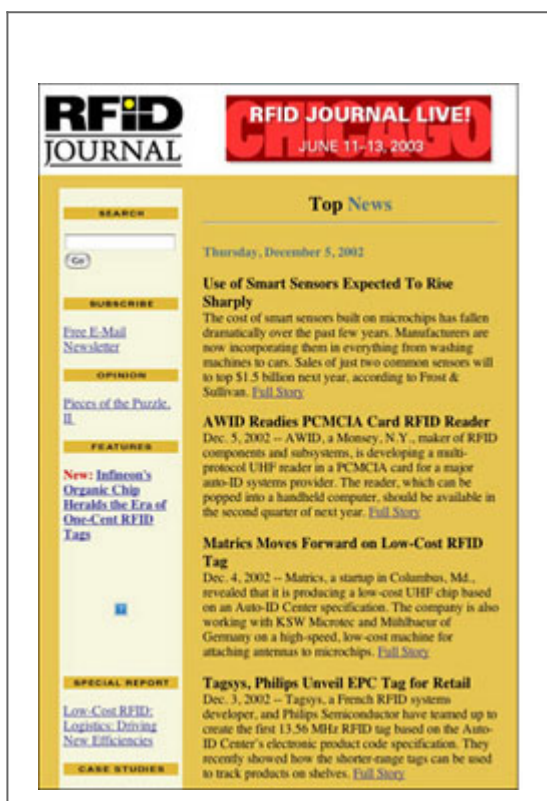 RFiD
JOURNAL
CHICAGO
RFID JOURNAL LIVE!
JUNE 11–13, 2003
SEARCH
Go
SUBSCRIBE
Free E-Mail
Newsletter
OPINION
Pieces of the Puzzle,
II
FEATURES
New: Infineon's
Organic Chip
Heralds the Era of
One-Cent RFID
Tags
?
SPECIAL REPORT
Low-Cost RFID:
Logistics: Driving
New Efficiencies
CASE STUDIES
Top News
Thursday, December 5, 2002
Use of Smart Sensors Expected To Rise
Sharply
The cost of smart sensors built on microchips has fallen
dramatically over the past few years. Manufacturers are
now incorporating them in everything from washing
machines to cars. Sales of just two common sensors will
to top $1.5 billion next year, according to Frost &
Sullivan. Full Story
AWID Readies PCMCIA Card RFID Reader
Dec. 5, 2002 -- AWID, a Monsey, N.Y., maker of RFID
components and subsystems, is developing a multi-
protocol UHF reader in a PCMCIA card for a major
auto-ID systems provider. The reader, which can be
popped into a handheld computer, should be available in
the second quarter of next year. Full Story
Matrics Moves Forward on Low-Cost RFID
Tag
Dec. 4, 2002 -- Matrics, a startup in Columbus, Md.,
revealed that it is producing a low-cost UHF chip based
on an Auto-ID Center specification. The company is also
working with KSW Microtec and Mühlbaeur of
Germany on a high-speed, low-cost machine for
attaching antennas to microchips. Full Story
Tagsys, Philips Unveil EPC Tag for Retail
Dec. 3, 2002 -- Tagsys, a French RFID systems
developer, and Philips Semiconductor have teamed up to
create the first 13.56 MHz RFID tag based on the Auto-
ID Center's electronic product code specification. They
recently showed how the shorter-range tags can be used
to track products on shelves. Full Story